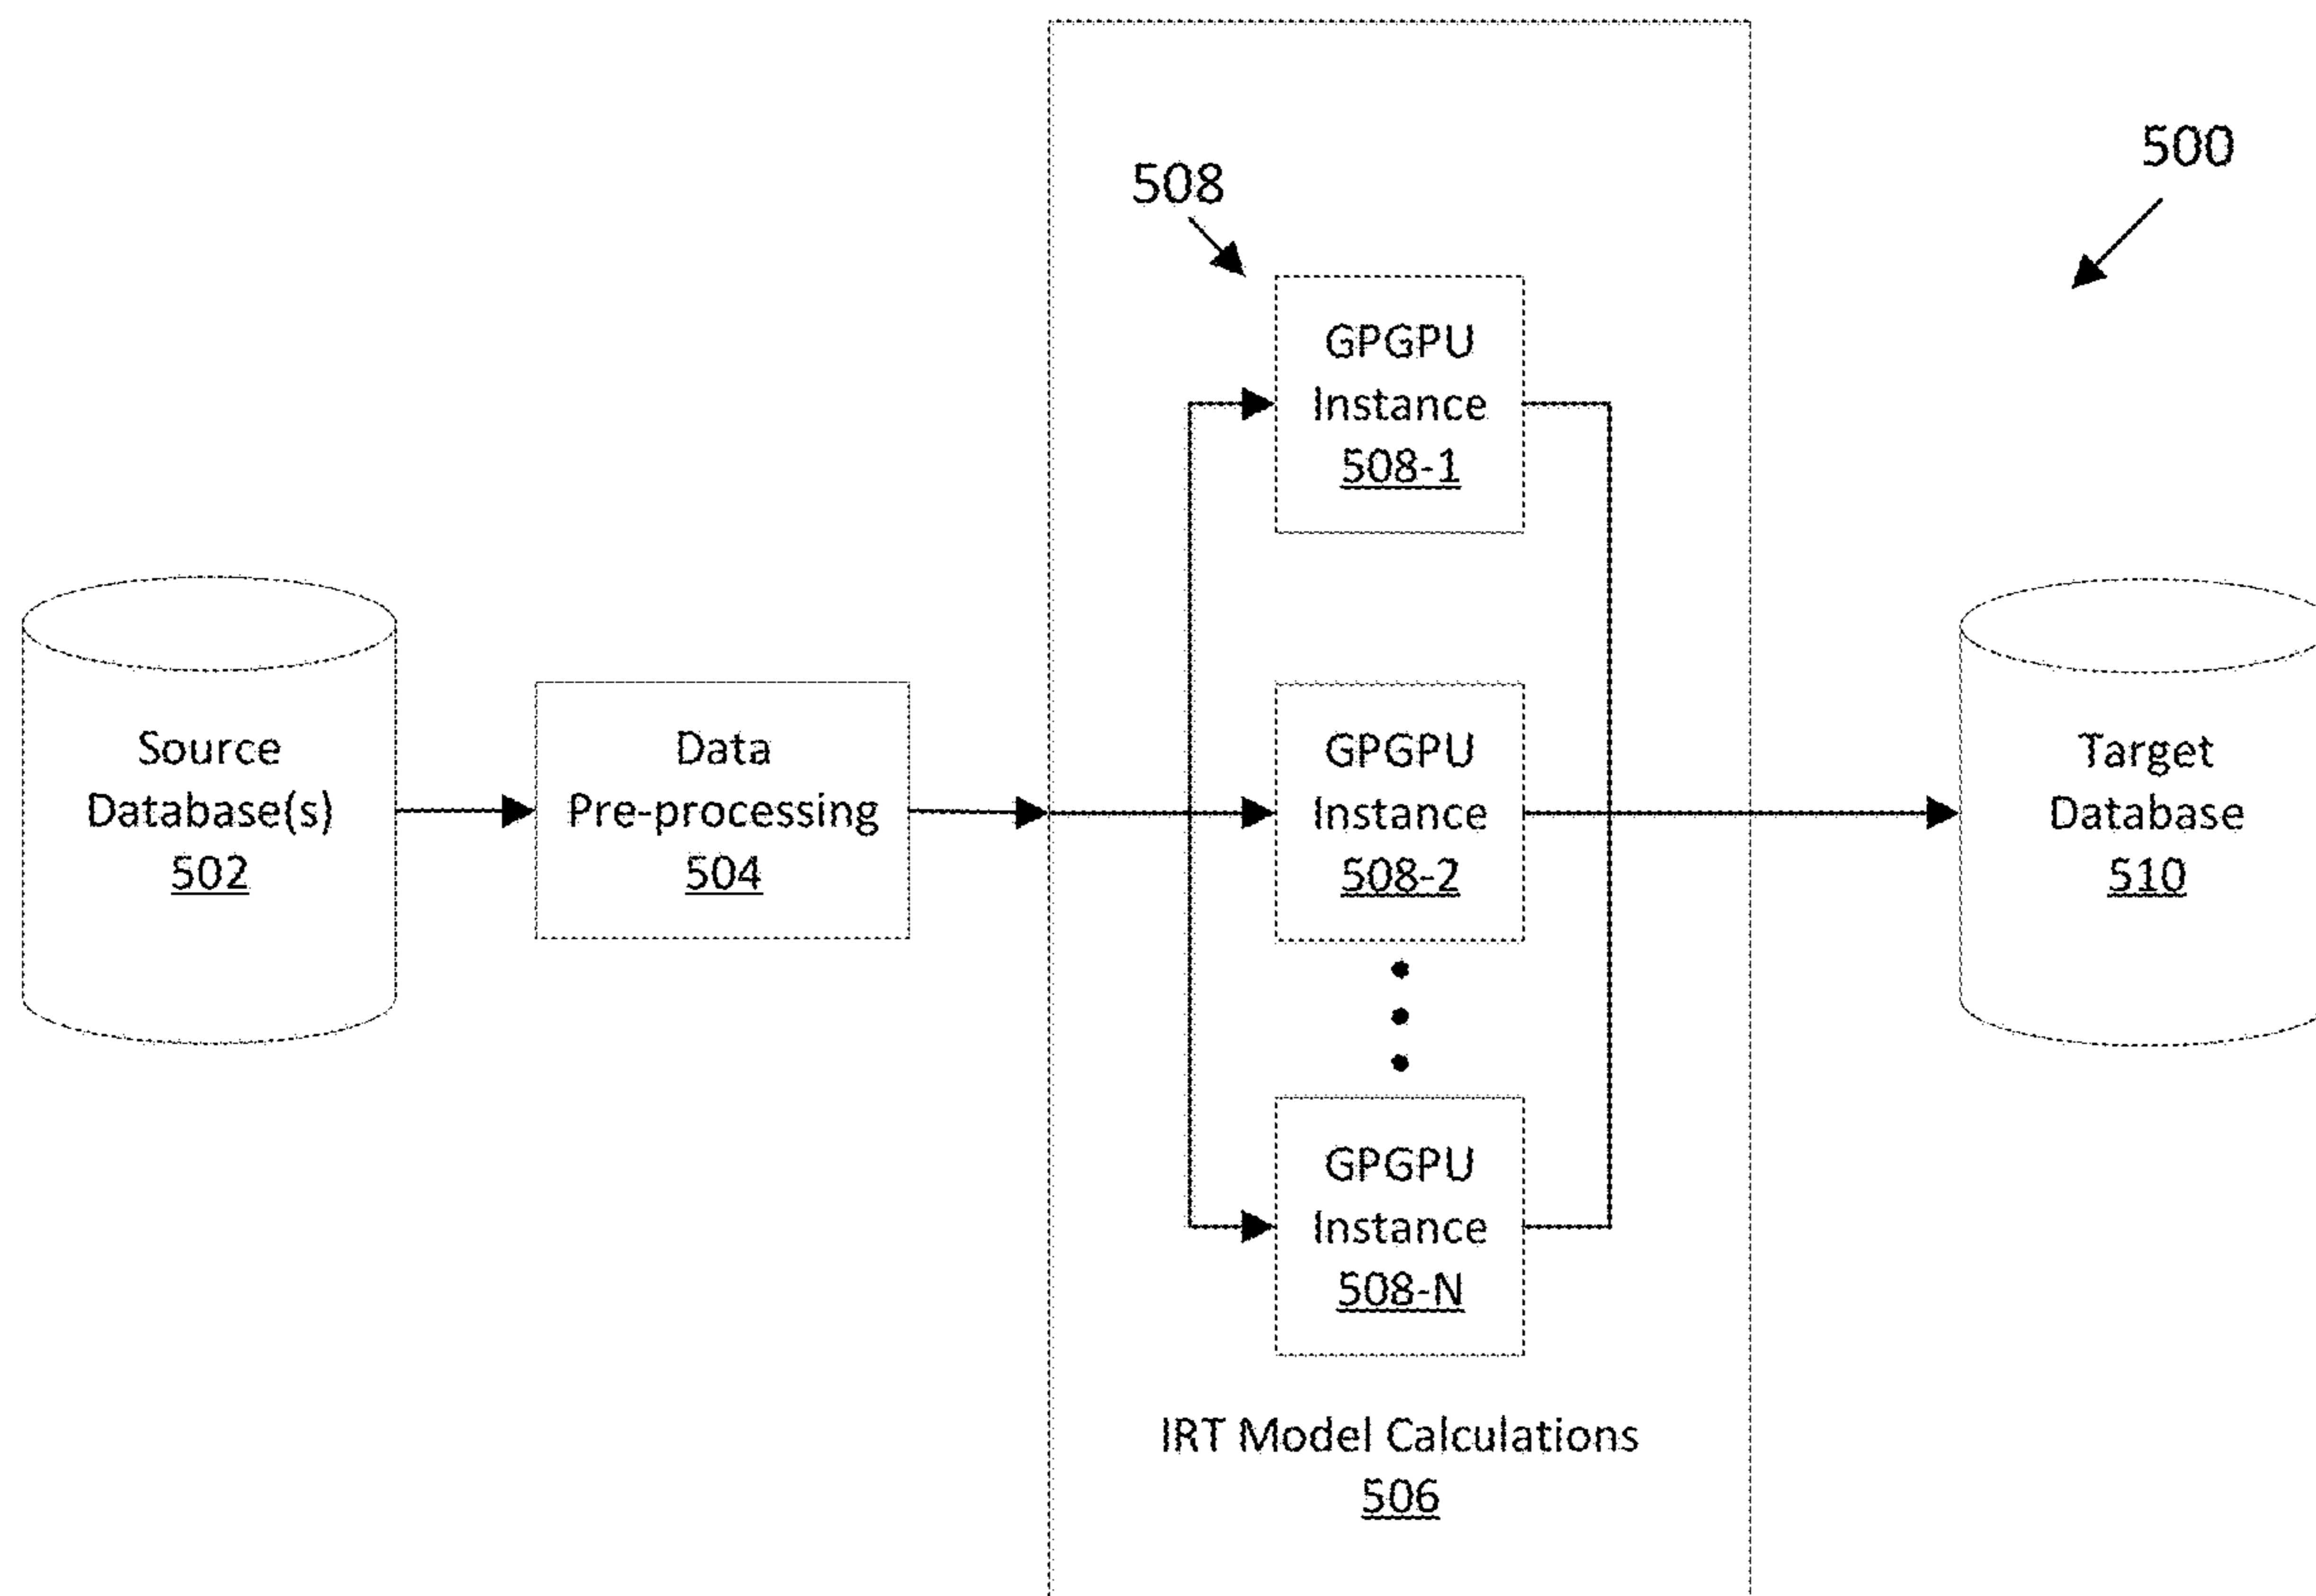 500
508
GPGPU
Instance
508-1
Source
Database(s)
502
Data
Pre-processing
504
GPGPU
Instance
508-2
Target
Database
510
GPGPU
Instance
508-N
IRT Model Calculations
506